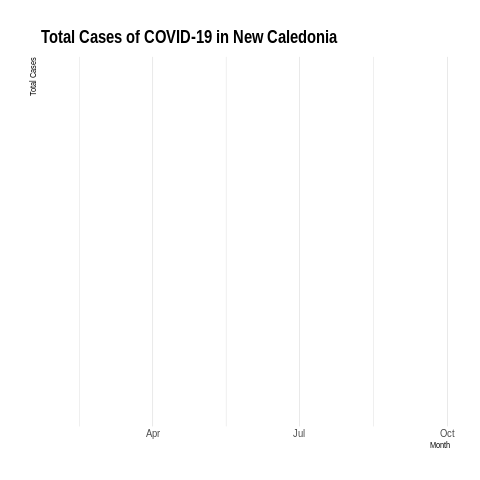 Total Cases of COVID-19 in New Caledonia
Total Cases
Apr Jul Oct
Month